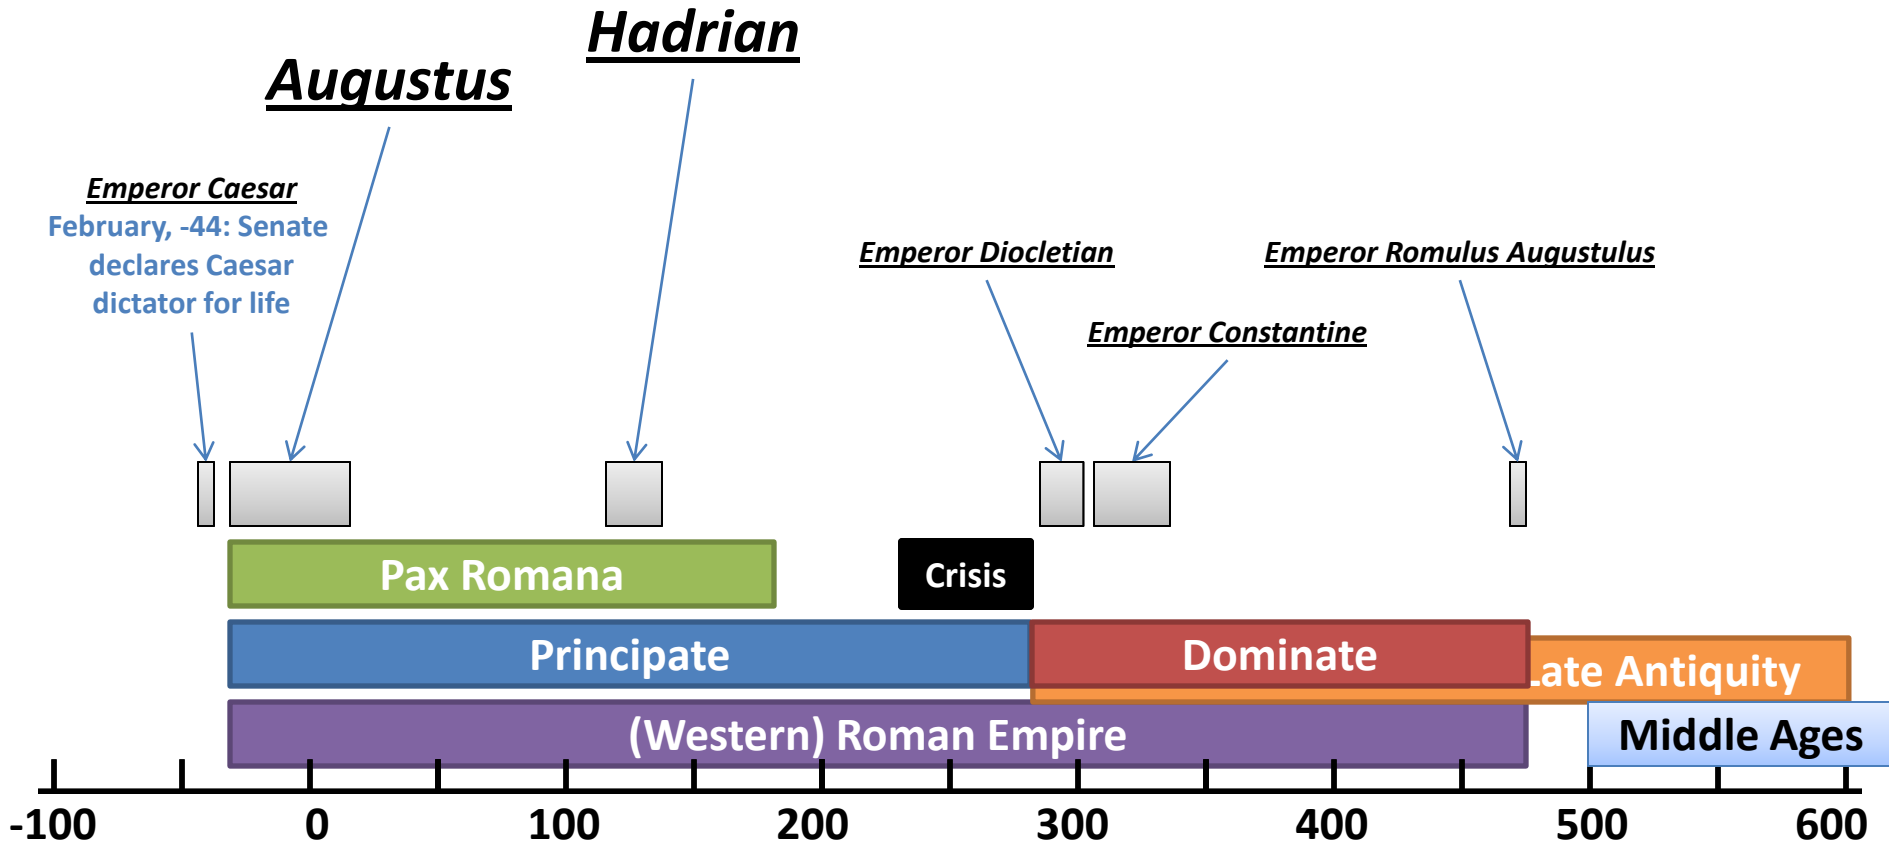 Hadrian
Augustus
Emperor Caesar
February, -44: Senate
declares Caesar
dictator for life
Emperor Diocletian
Emperor Romulus Augustulus
Emperor Constantine
Pax Romana
Crisis
Principate
Dominate
Late Antiquity
(Western) Roman Empire
Middle Ages
-100 0 100 200 300 400 500 600